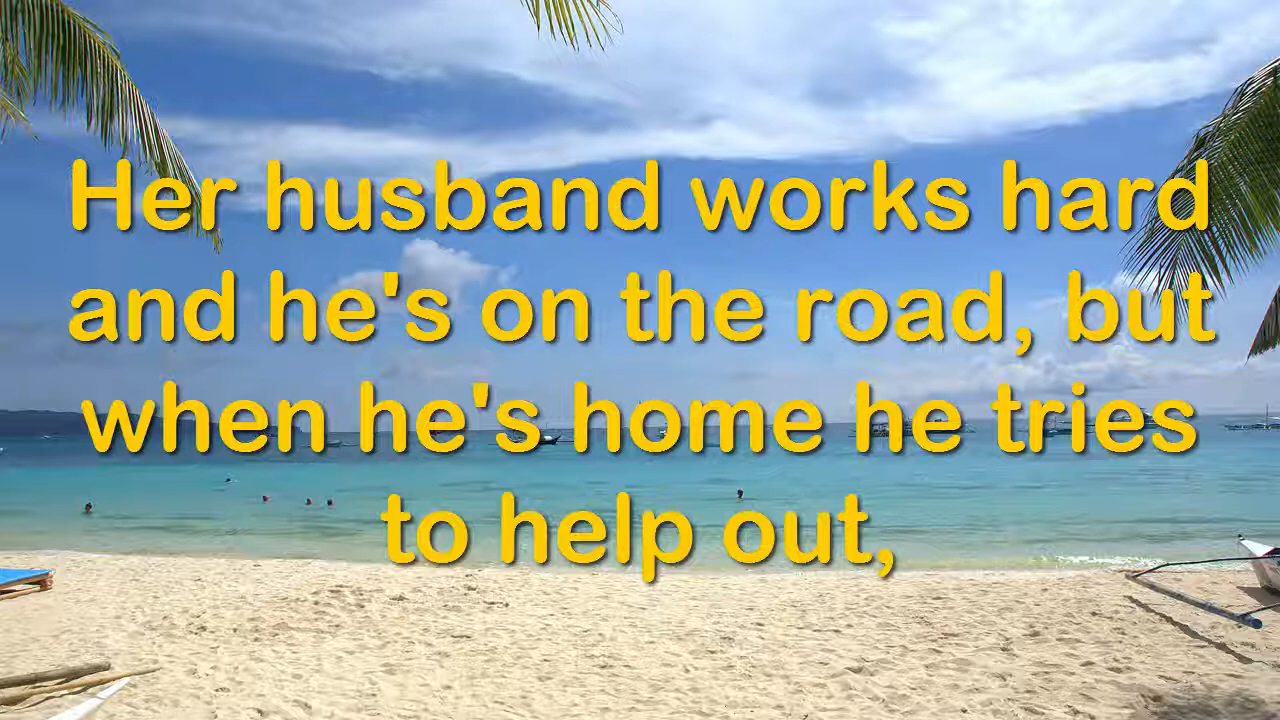 Her husband works hard
and he's on the road, but
when he's home he tries
to help out,